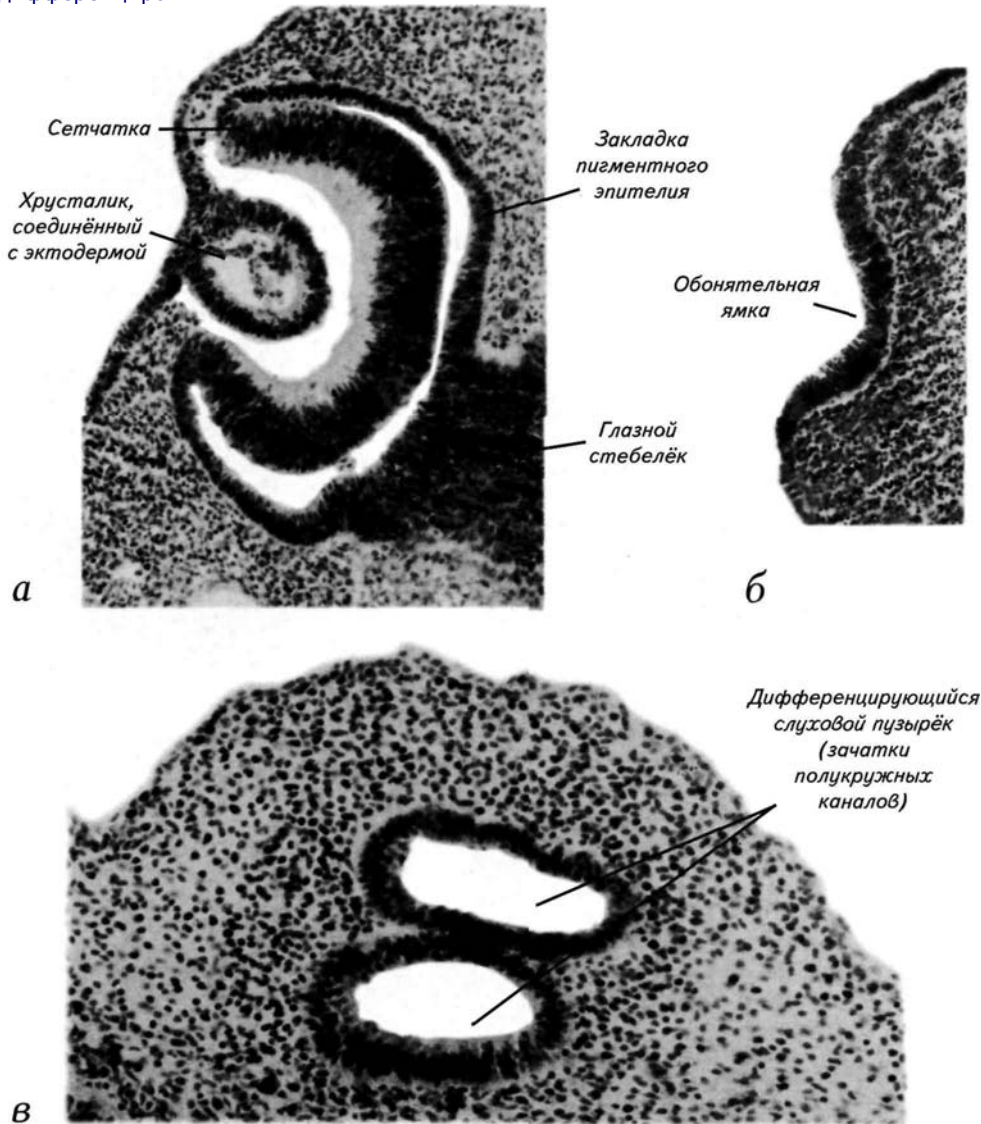 Сетчатка
Хрусталик,
соединённый
с эктодермой
Закладка
пигментного
эпителия
Глазной
стебелёк
а
Обонятельная
ямка
б
Дифференцирующийся
слуховой пузырёк
(зачатки
полукружных
каналов)
в